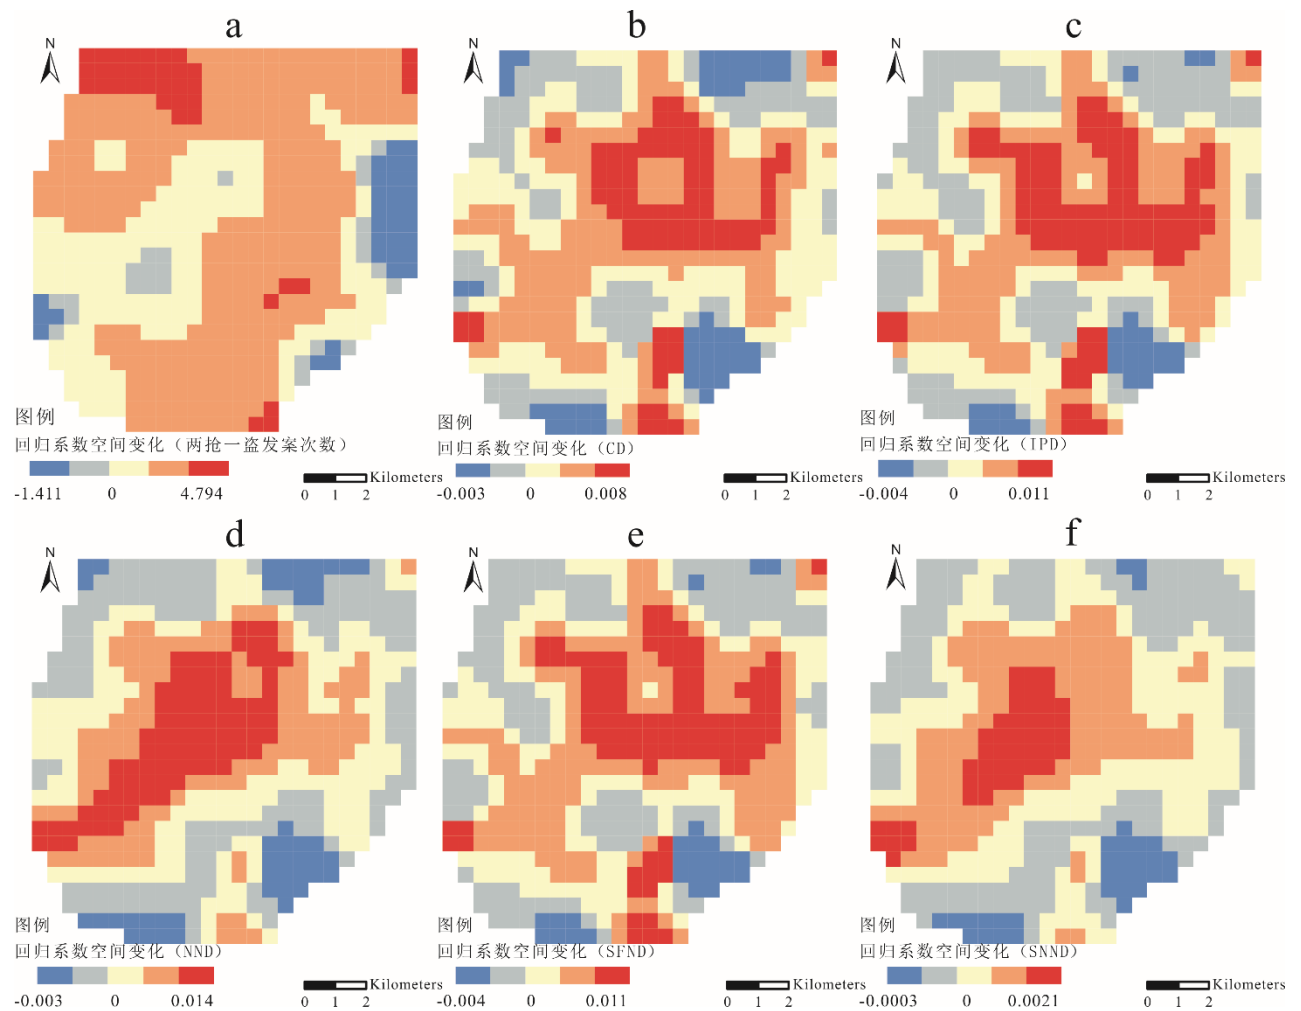 a
N
图例
回归系数空间变化（两抢一盗发案次数）
-1.411 0 4.794
Kilometers
0 1 2
b
N
图例
回归系数空间变化（CD）
-0.003 0 0.008
Kilometers
0 1 2
c
N
图例
回归系数空间变化（TPD）
-0.004 0 0.011
Kilometers
0 1 2
d
N
图例
回归系数空间变化（NND）
-0.003 0 0.014
Kilometers
0 1 2
e
N
图例
回归系数空间变化（SFND）
-0.004 0 0.011
Kilometers
0 1 2
f
N
图例
回归系数空间变化（SNND）
-0.0003 0 0.0021
Kilometers
0 1 2